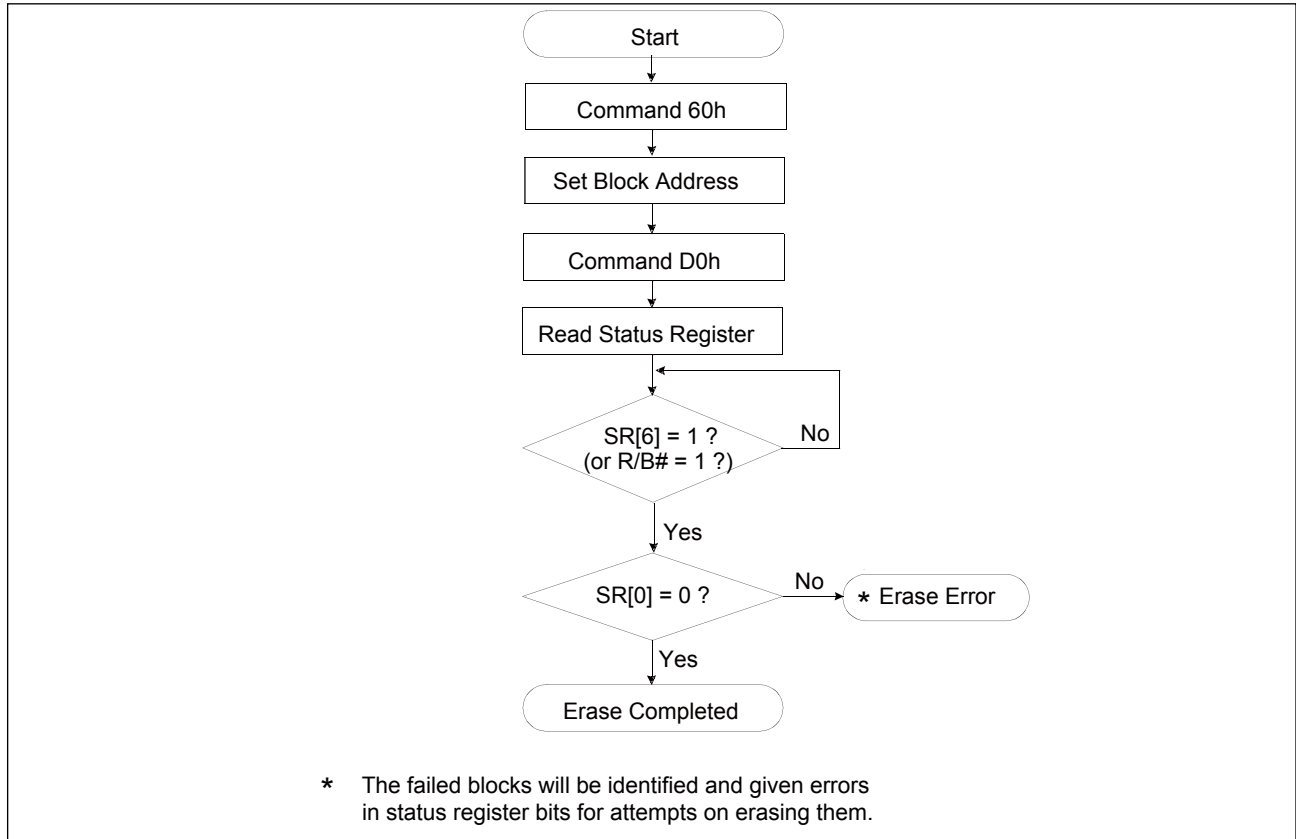 Start
Command 60h
Set Block Address
Command D0h
Read Status Register
SR[6] = 1 ?
(or R/B# = 1 ?)
No
Yes
SR[0] = 0 ?
No
* Erase Error
Yes
Erase Completed
* The failed blocks will be identified and given errors
in status register bits for attempts on erasing them.